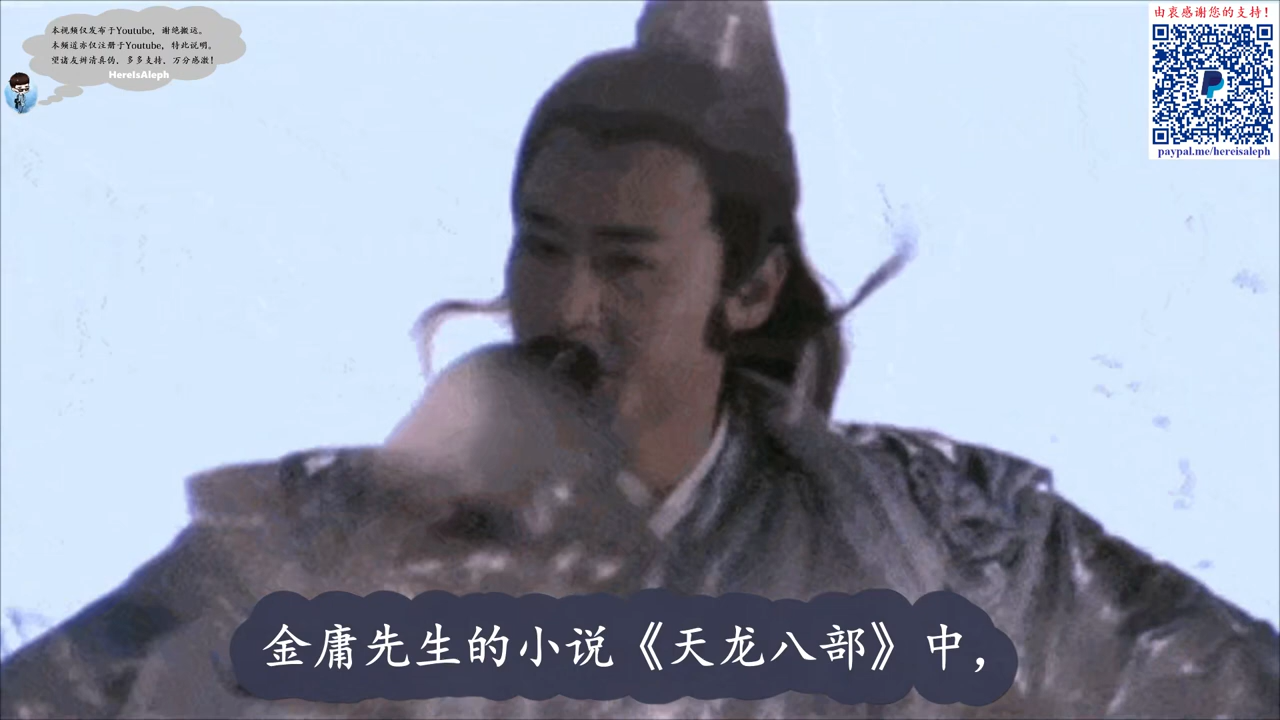 本视频仅发布于Youtube，谢绝搬运。
本频道亦仅注册于Youtube，特此说明。
望诸友辨清真伪，多多支持，万分感激！
HereIsAleph
由衷感谢您的支持！
paypal.me/hereisaleph
金庸先生的小说《天龙八部》中，